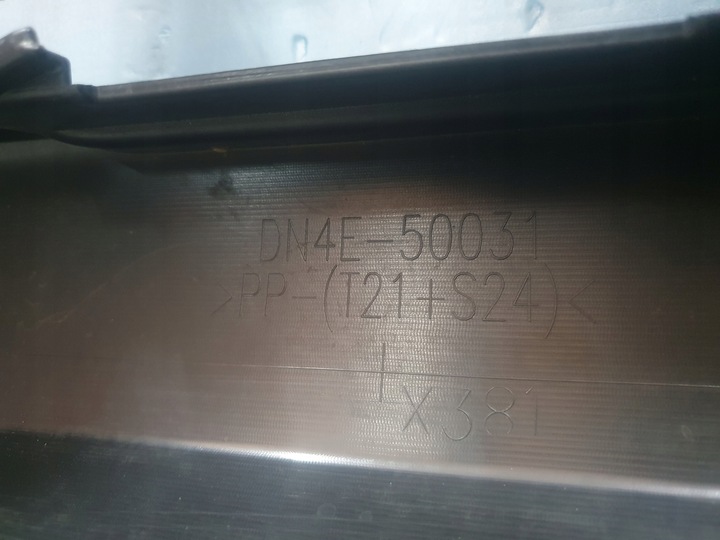 DN4E-50031
>PP-(T21+S24)<
X381